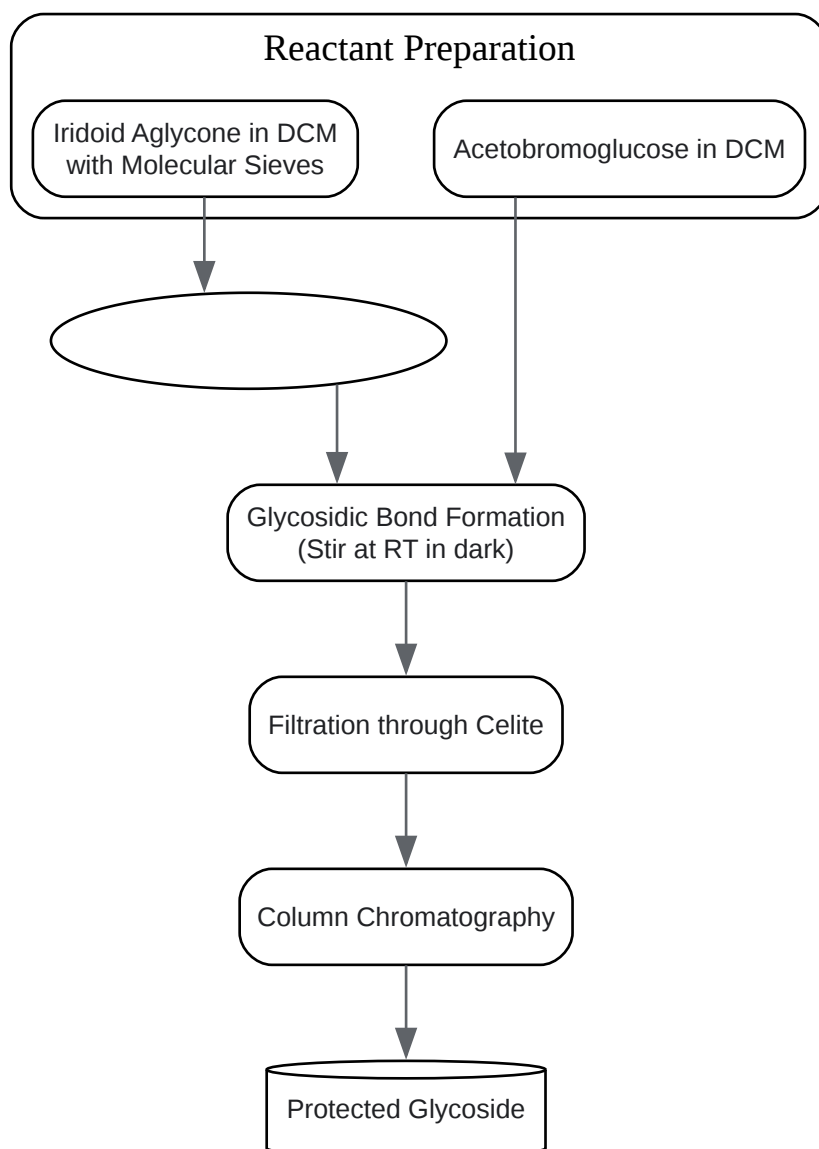 Reactant Preparation
Iridoid Aglycone in DCM
with Molecular Sieves
Acetobromoglucose in DCM
Glycosidic Bond Formation
(Stir at RT in dark)
Filtration through Celite
Column Chromatography
Protected Glycoside